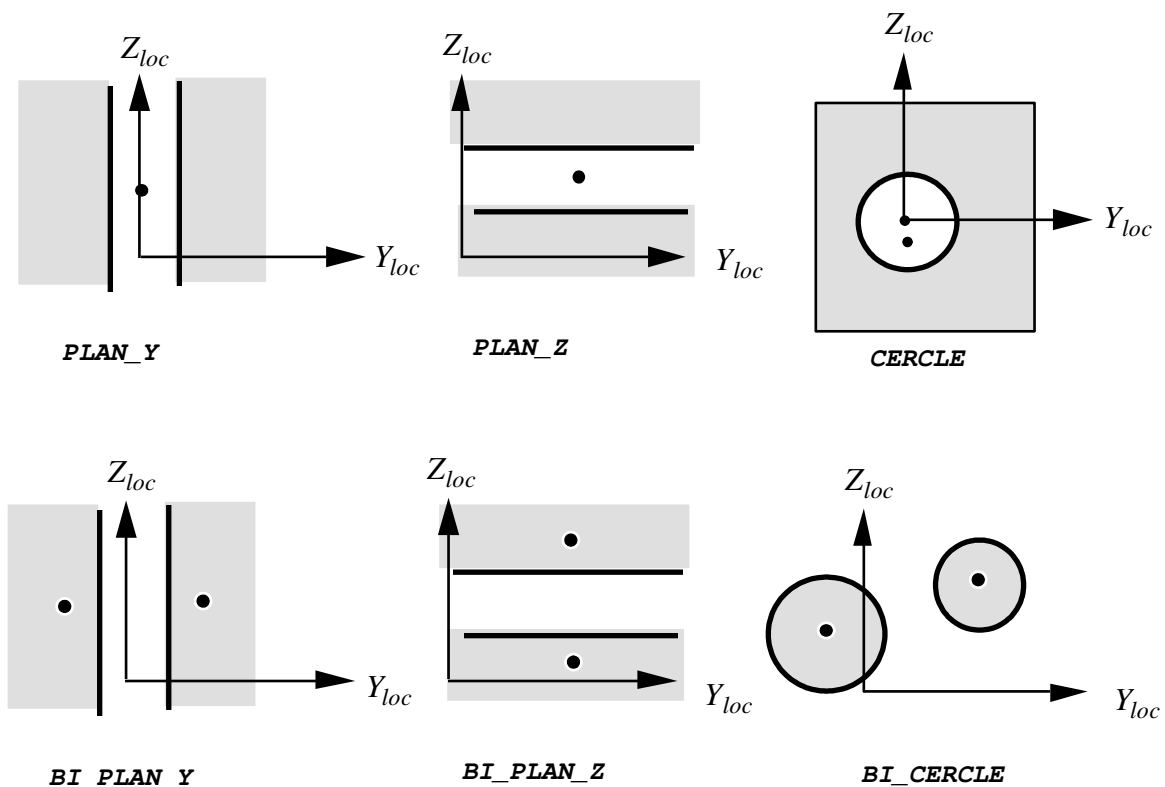 Z_loc
Y_loc
PLAN_Y
Z_loc
Y_loc
PLAN_Z
Z_loc
Y_loc
CERCLE
Z_loc
Y_loc
BI PLAN Y
Z_loc
Y_loc
BI_PLAN_Z
Z_loc
Y_loc
BI_CERCLE